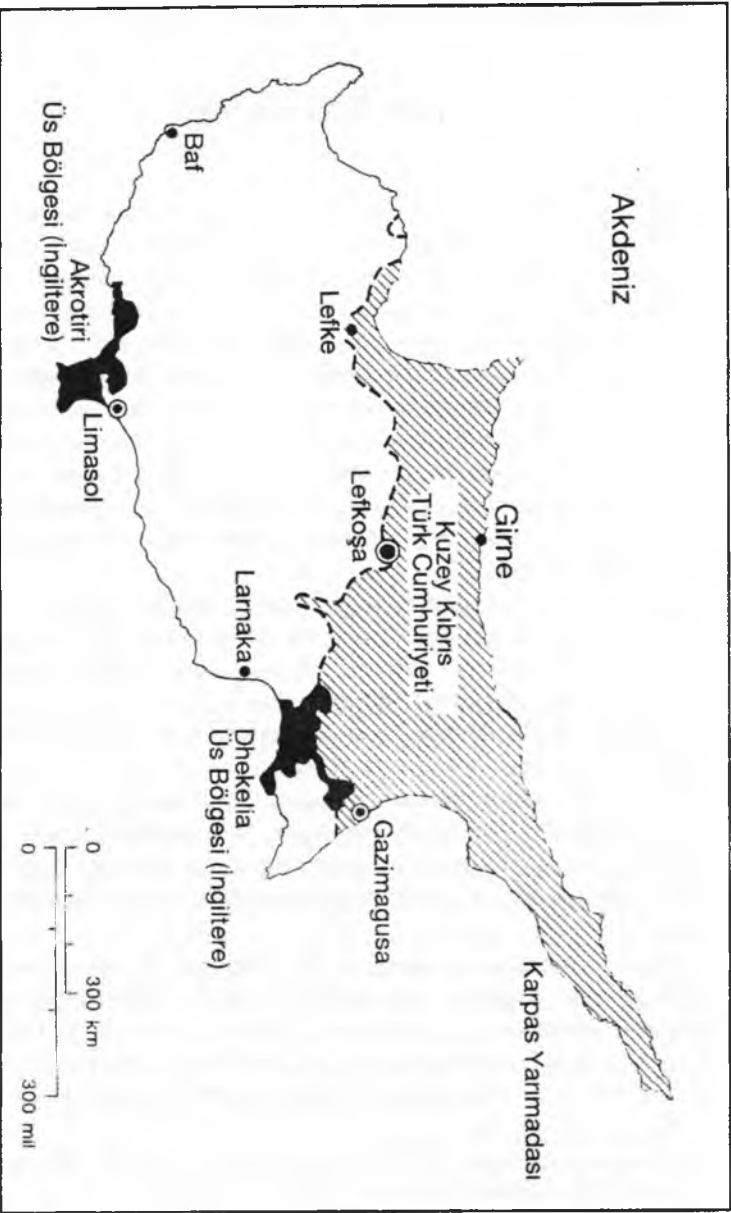 Akdeniz
Karpas Yarımadası
Girne
Kuzey Kıbrıs
Türk Cumhuriyeti
Lefke
Lefkoşa
Gazimagusa
Baf
Larnaka
Dhekelia
Üs Bölgesi (İngiltere)
Limasol
Akrotiri
Üs Bölgesi (İngiltere)
0 300 km
0 300 mil